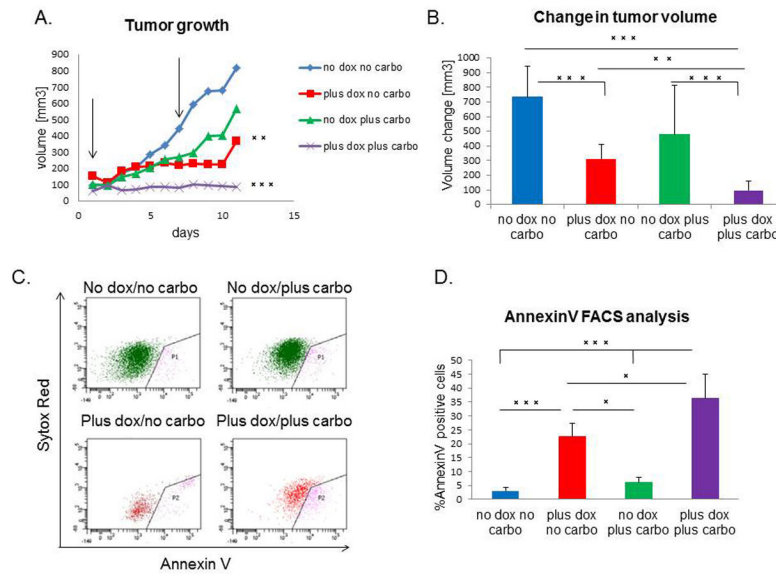 A.
Tumor growth
volume [mm3]
900
800
700
600
500
400
300
200
100
0
0
5
10
15
days
no dox no carbo
plus dox no carbo
no dox plus carbo
plus dox plus carbo
××
×××
B.
Change in tumor volume
Volume change [mm3]
1000
900
800
700
600
500
400
300
200
100
0
×××
××
×××
×××
no dox no
carbo
plus dox no
carbo
no dox plus
carbo
plus dox
plus carbo
C.
No dox/no carbo
No dox/plus carbo
P1
P1
Plus dox/no carbo
Plus dox/plus carbo
P2
P2
Sytox Red
Annexin V
D.
AnnexinV FACS analysis
%AnnexinV positive cells
50
45
40
35
30
25
20
15
10
5
0
×××
×
×××
×
no dox no
carbo
plus dox
no carbo
no dox
plus carbo
plus dox
plus carbo